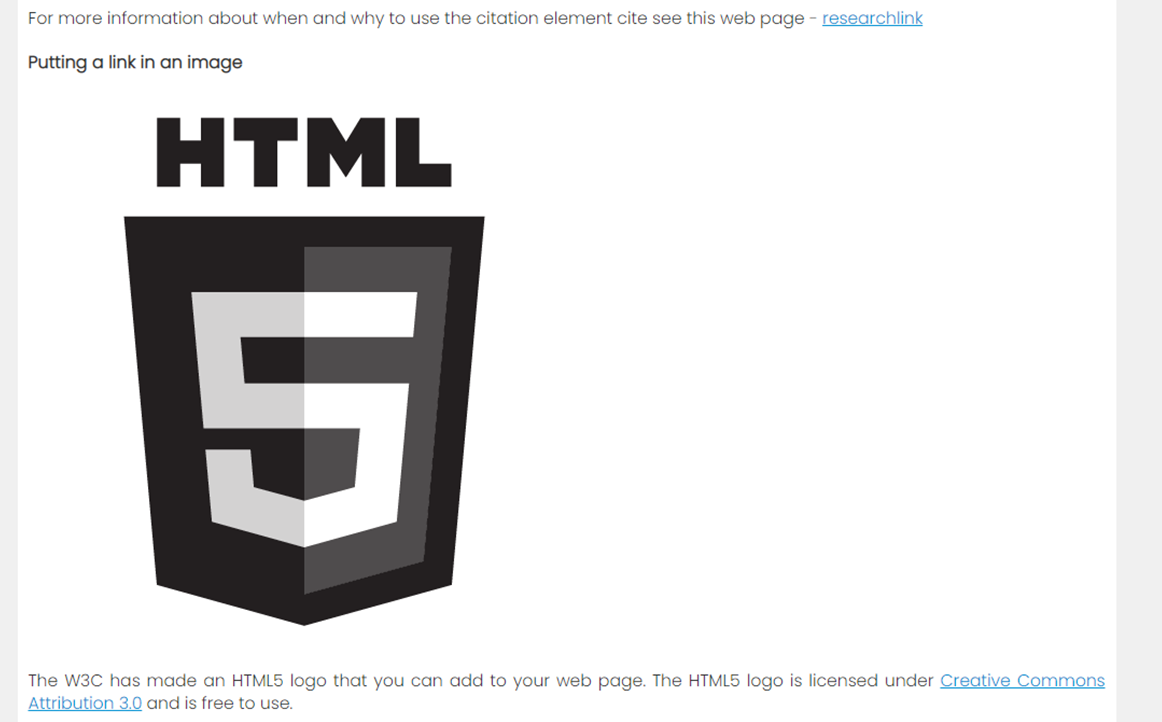 For more information about when and why to use the citation element cite see this web page - researchlink
Putting a link in an image
HTML
5
The W3C has made an HTML5 logo that you can add to your web page. The HTML5 logo is licensed under Creative Commons
Attribution 3.0 and is free to use.